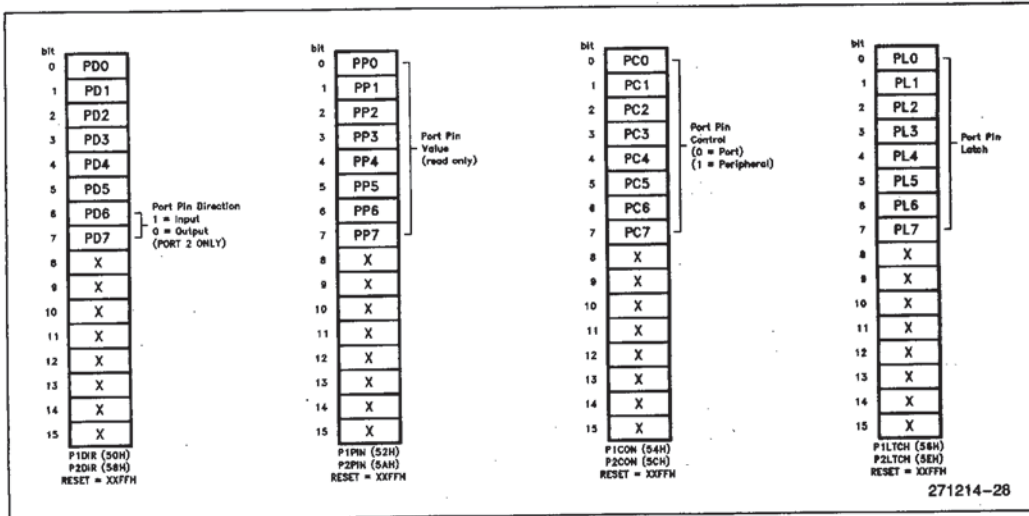 bit
0 PD0
1 PD1
2 PD2
3 PD3
4 PD4
5 PD5
6 PD6
7 PD7
8 X
9 X
10 X
11 X
12 X
13 X
14 X
15 X
Port Pin Direction
1 = Input
0 = Output
(PORT 2 ONLY)
P1DIR (50H)
P2DIR (58H)
RESET = XXFFH
bit
0 PP0
1 PP1
2 PP2
3 PP3
4 PP4
5 PP5
6 PP6
7 PP7
8 X
9 X
10 X
11 X
12 X
13 X
14 X
15 X
Port Pin
Value
(read only)
P1PIN (52H)
P2PIN (5AH)
RESET = XXFFH
bit
0 PC0
1 PC1
2 PC2
3 PC3
4 PC4
5 PC5
6 PC6
7 PC7
8 X
9 X
10 X
11 X
12 X
13 X
14 X
15 X
Port Pin
Control
(0 = Port)
(1 = Peripheral)
P1CON (54H)
P2CON (5CH)
RESET = XXFFH
bit
0 PL0
1 PL1
2 PL2
3 PL3
4 PL4
5 PL5
6 PL6
7 PL7
8 X
9 X
10 X
11 X
12 X
13 X
14 X
15 X
Port Pin
Latch
P1LTCH (56H)
P2LTCH (5EH)
RESET = XXFFH
271214-28